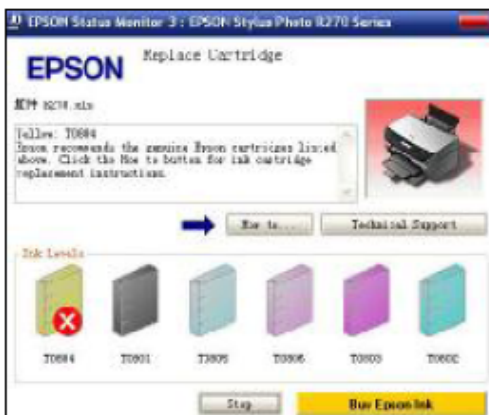 EPSON Status Monitor 3 : EPSON Stylus Photo R270 Series
EPSON
Replace Cartridge
R270.xls
Yellow: T0804
Epson recommends the genuine Epson cartridges listed
above. Click the How to button for ink cartridge
replacement instructions.
How to...
Technical Support
Ink Levels
T0804
T0801
T0805
T0806
T0803
T0802
Stop
Buy Epson Ink